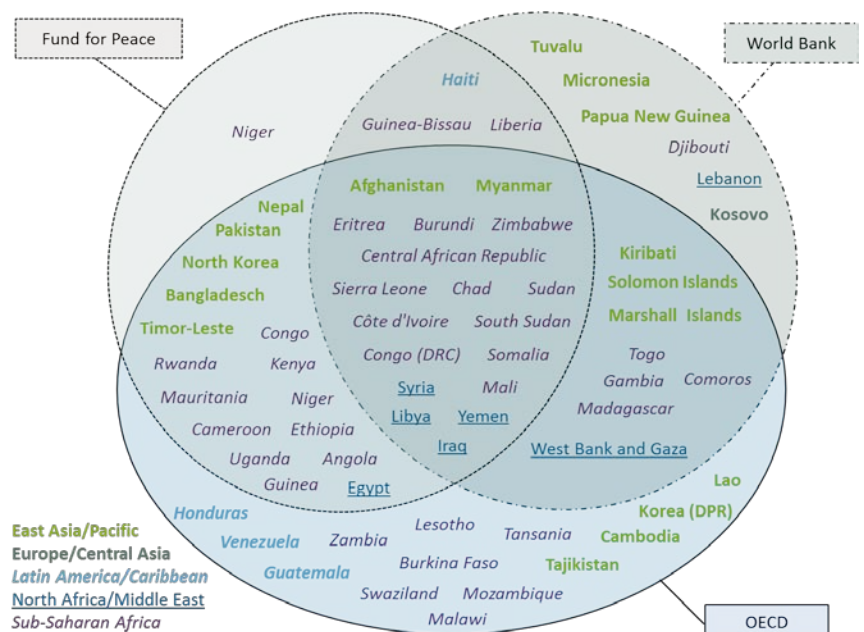 Fund for Peace
World Bank
Tuvalu
Haiti
Micronesia
Papua New Guinea
Niger
Guinea-Bissau Liberia
Djibouti
Lebanon
Afghanistan Myanmar
Nepal
Kosovo
Pakistan
Eritrea Burundi Zimbabwe
Central African Republic
Kiribati
North Korea
Solomon Islands
Bangladesch
Sierra Leone Chad Sudan
Marshall Islands
Timor-Leste
Côte d'Ivoire South Sudan
Congo
Rwanda Kenya
Congo (DRC) Somalia
Togo
Gambia Comoros
Syria Mali
Mauritania Niger
Madagascar
Libya Yemen
Cameroon Ethiopia
Iraq
West Bank and Gaza
Uganda Angola
Guinea Egypt
Lao
Honduras
Korea (DPR)
Lesotho
Tansania
Cambodia
Venezuela Zambia
Burkina Faso
Tajikistan
Guatemala
Swaziland Mozambique
Malawi
East Asia/Pacific
Europe/Central Asia
Latin America/Caribbean
North Africa/Middle East
Sub-Saharan Africa
OECD